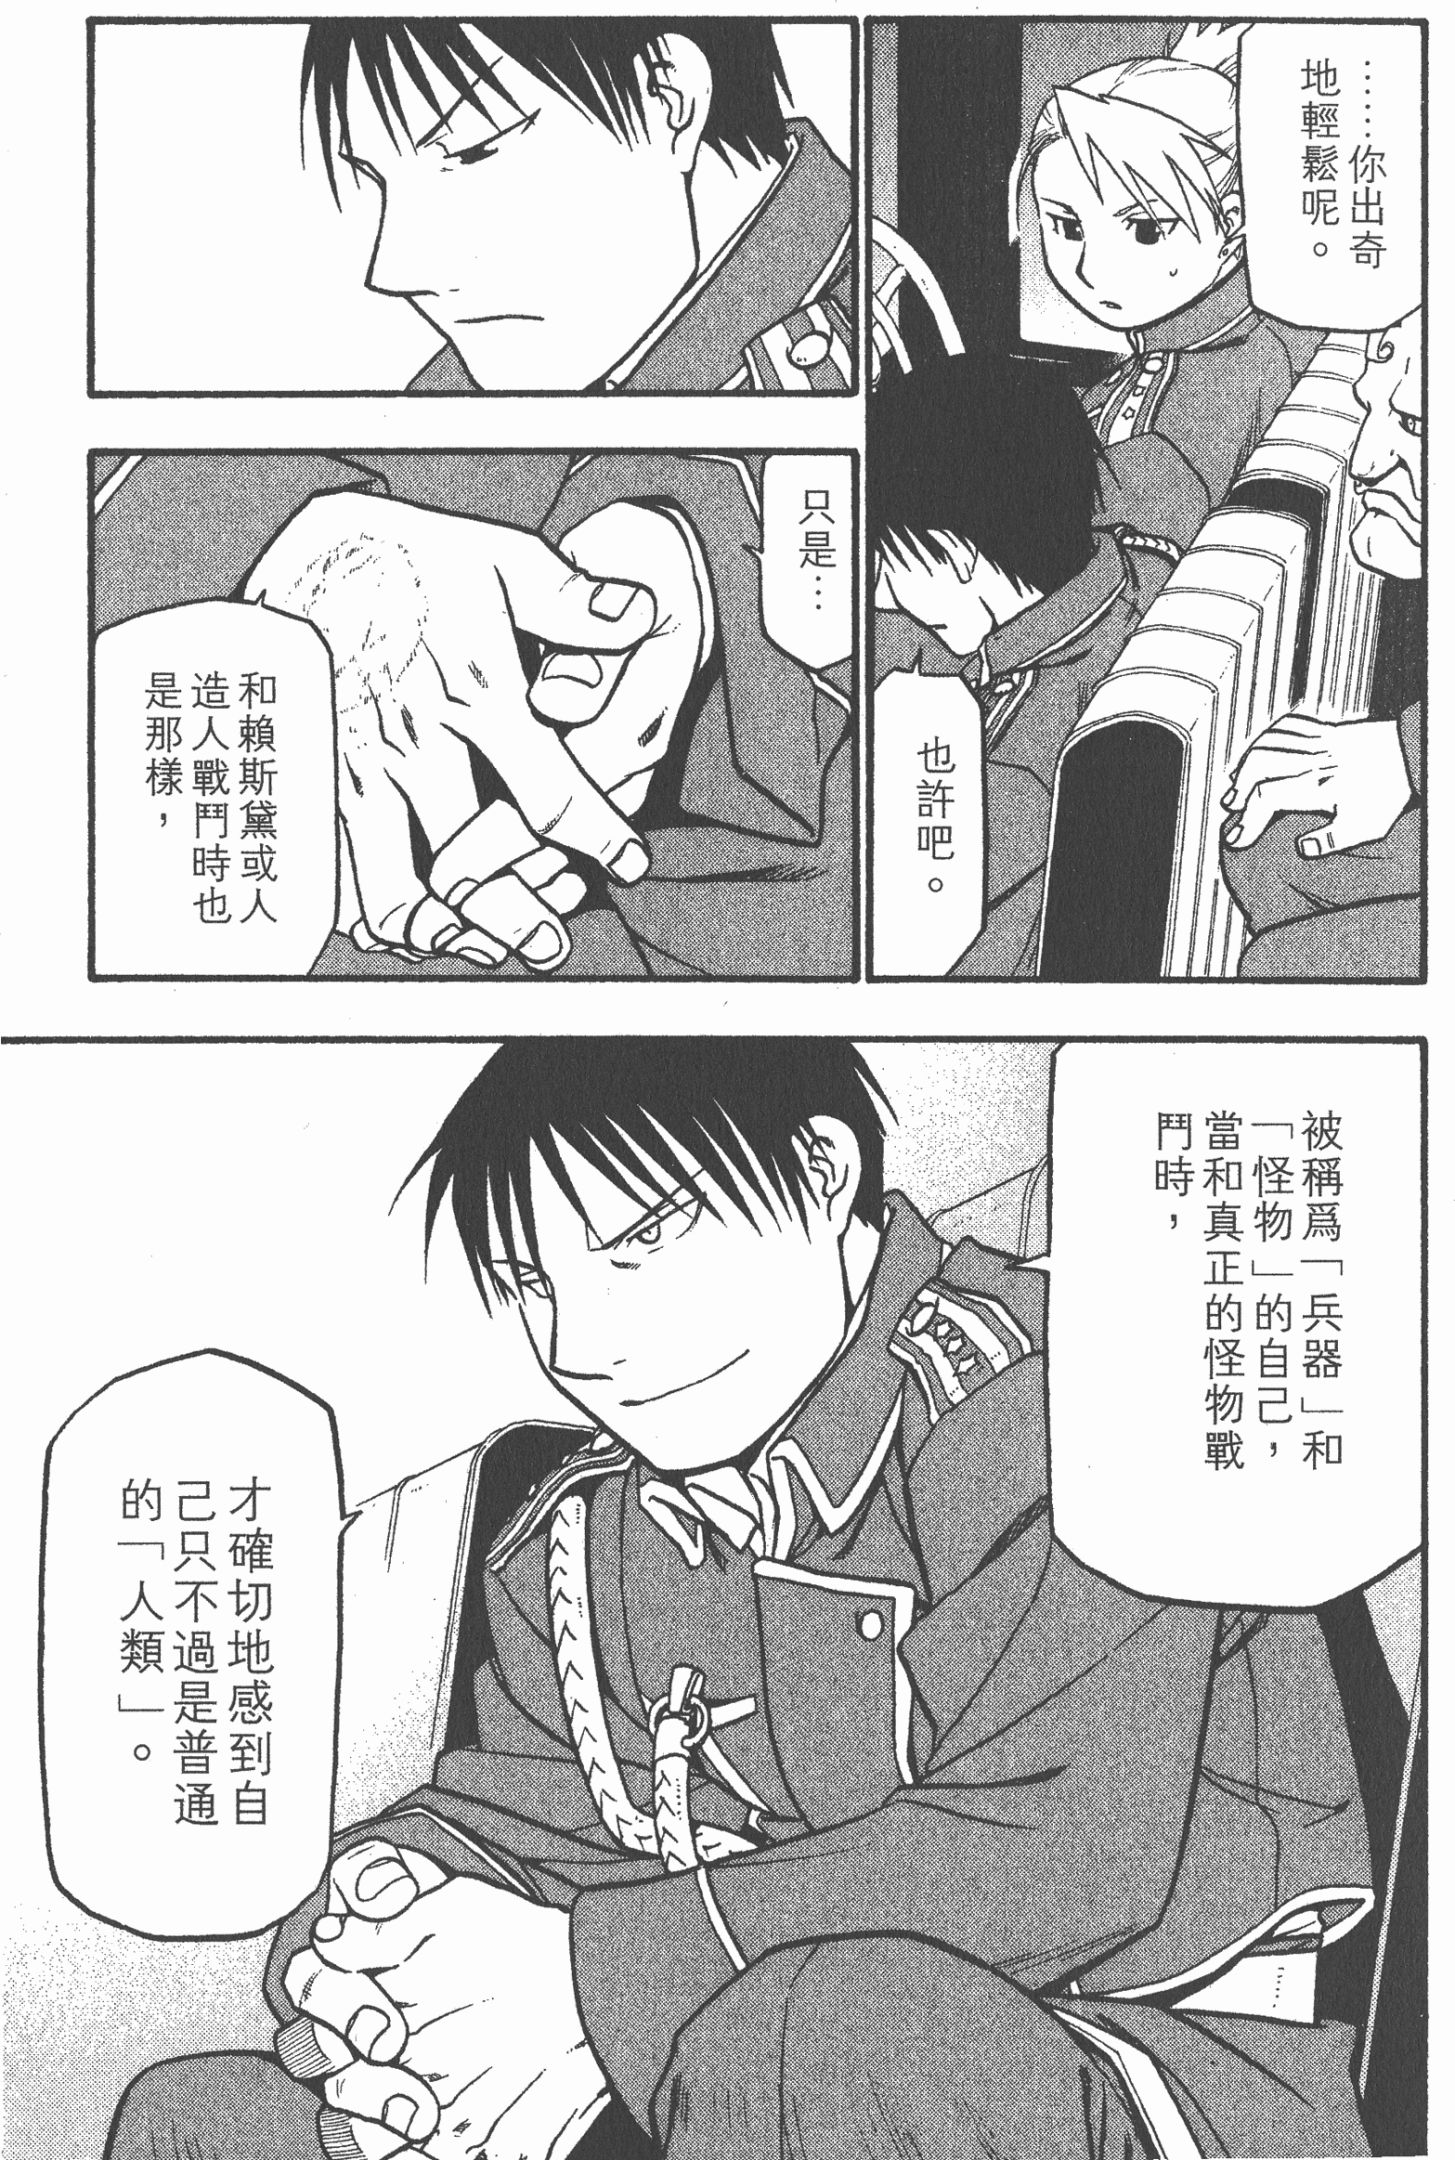 ……你出奇
地輕鬆呢。
也許吧。
只是…
和賴斯黛或人
造人戰鬥時也
是那樣，
被稱爲「兵器」和
「怪物」的自己，
當和真正的怪物戰
鬥時，
才確切地感到自
己只不過是普通
的「人類」。